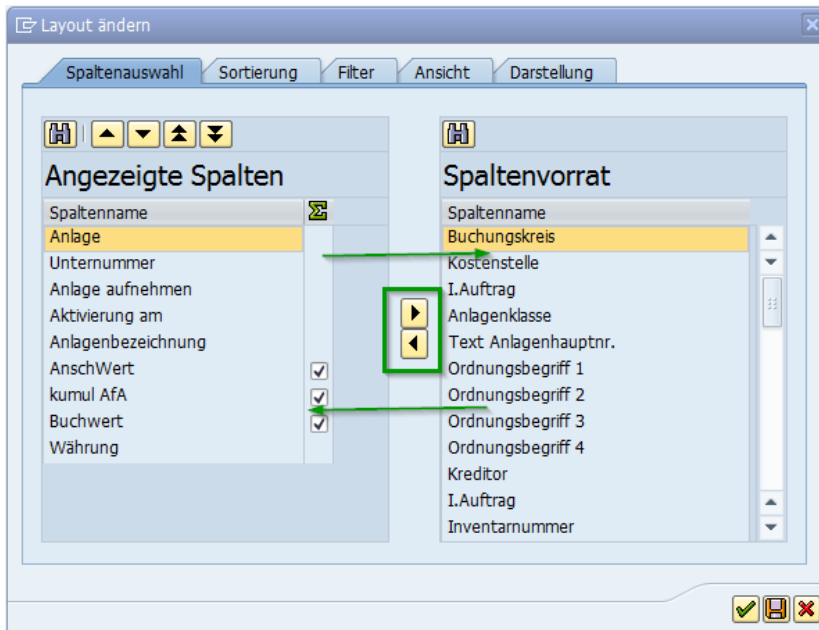 Layout ändern
Spaltenauswahl Sortierung Filter Ansicht Darstellung
Angezeigte Spalten
Spaltenname
Anlage
Unternummer
Anlage aufnehmen
Aktivierung am
Anlagenbezeichnung
AnschWert
kumul AfA
Buchwert
Währung
Spaltenvorrat
Spaltenname
Buchungskreis
Kostenstelle
I.Auftrag
Anlagenklasse
Text Anlagenhauptnr.
Ordnungsbegriff 1
Ordnungsbegriff 2
Ordnungsbegriff 3
Ordnungsbegriff 4
Kreditor
I.Auftrag
Inventarnummer